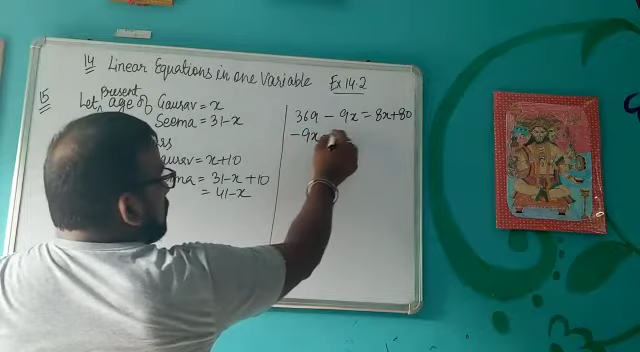 14 Linear Equations in one Variable Ex 14.2
15 Let Present age of Gaurav = x
Seema = 31-x
Gaurav = x+10
= 31-x+10
= 41-x
369 - 9x = 8x+80
-9x